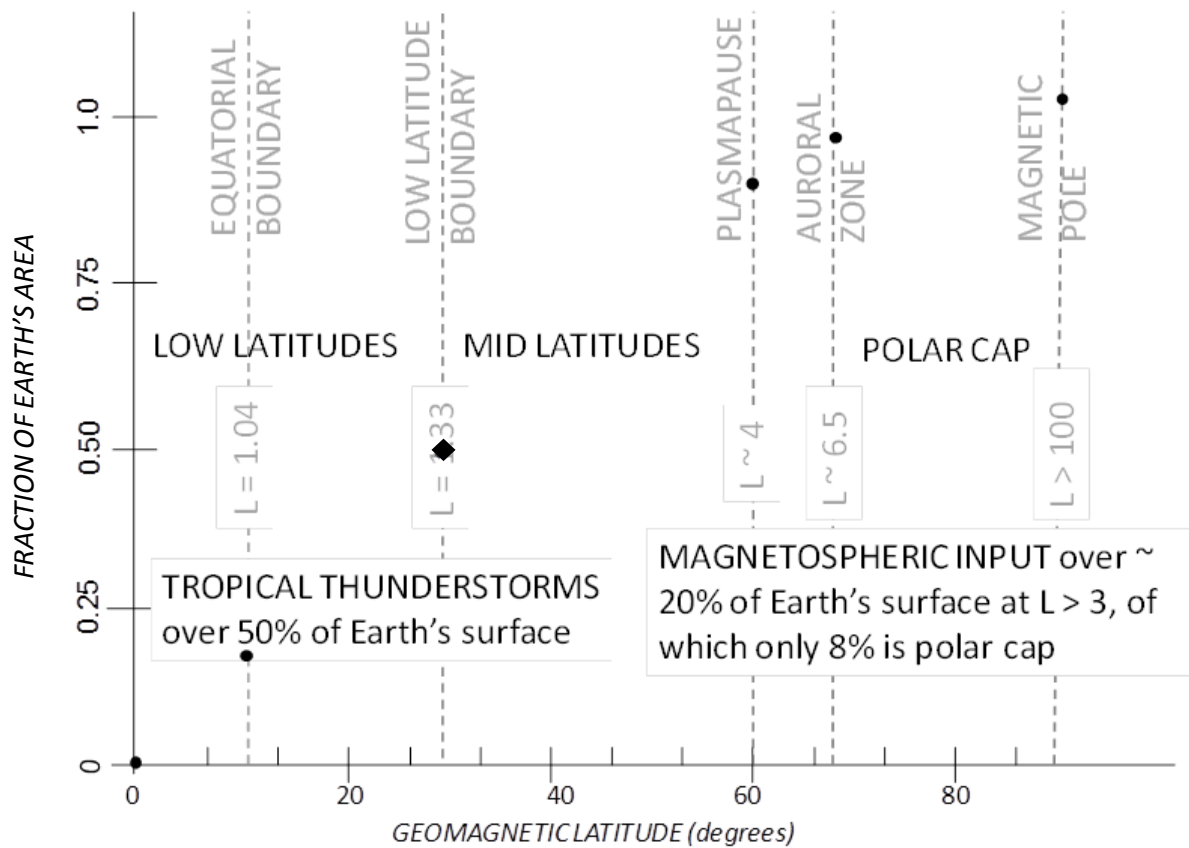 EQUATORIAL
BOUNDARY
LOW LATITUDE
BOUNDARY
PLASMAPAUSE
AURORAL
ZONE
MAGNETIC
POLE
1.0
0.75
0.50
0.25
0
FRACTION OF EARTH'S AREA
LOW LATITUDES
MID LATITUDES
POLAR CAP
L = 1.04
L = 1.33
L ~ 4
L ~ 6.5
L > 100
TROPICAL THUNDERSTORMS
over 50% of Earth's surface
MAGNETOSPHERIC INPUT over ~
20% of Earth's surface at L > 3, of
which only 8% is polar cap
0
20
40
60
80
GEOMAGNETIC LATITUDE (degrees)